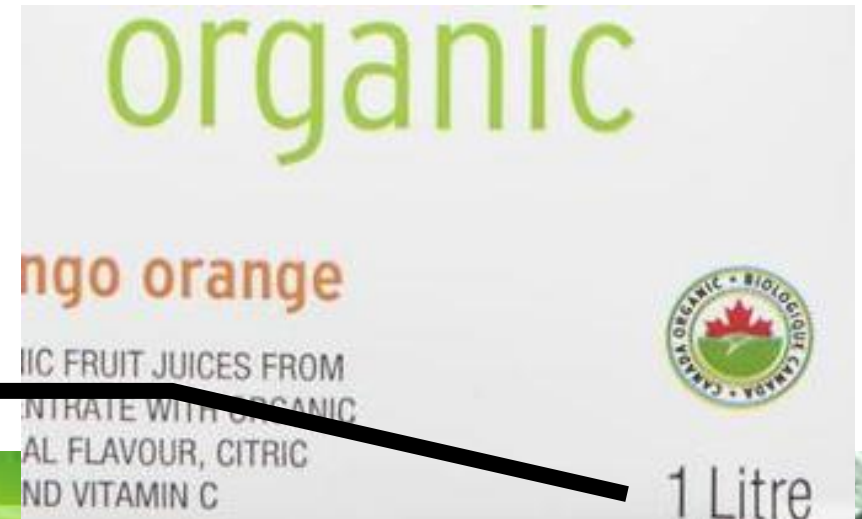 organic
ngo orange
CANADA ORGANIC • BIOLOGIQUE CANADA
IC FRUIT JUICES FROM
NTRATE WITH ORGANIC
AL FLAVOUR, CITRIC
ND VITAMIN C
1 Litre